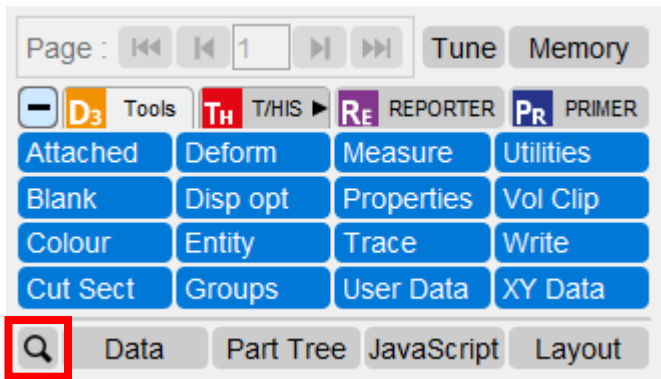 Page : 1 Tune Memory
D3 Tools TH T/HIS RE REPORTER PR PRIMER
Attached Deform Measure Utilities
Blank Disp opt Properties Vol Clip
Colour Entity Trace Write
Cut Sect Groups User Data XY Data
Data Part Tree JavaScript Layout